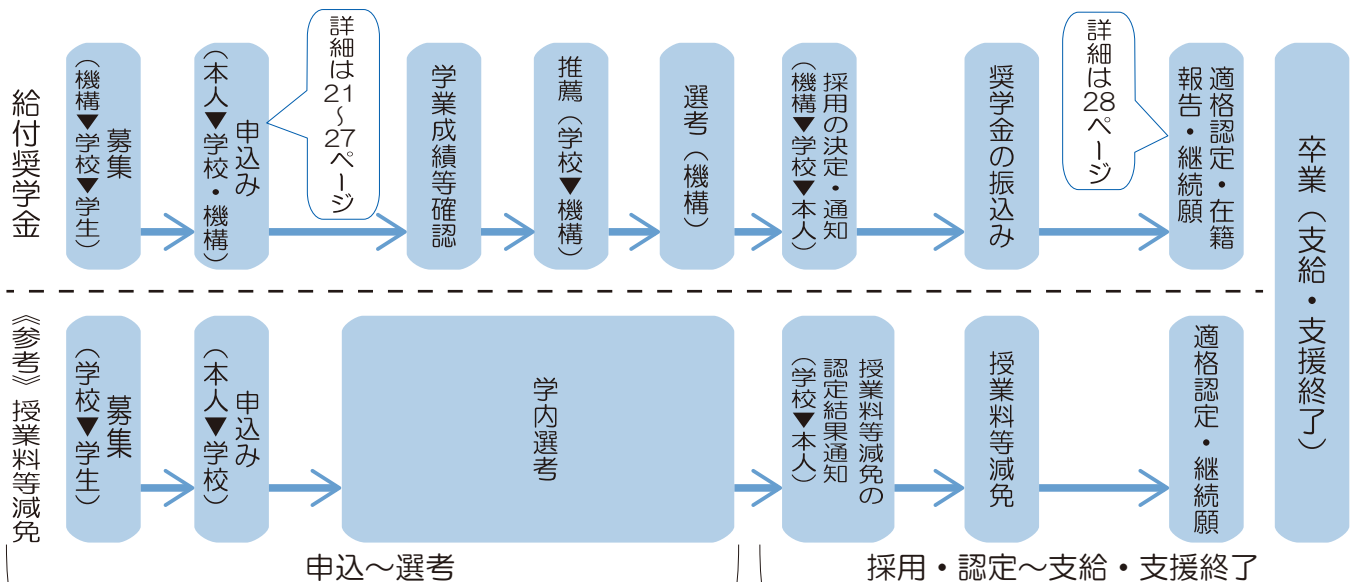 給付奨学金
募集
（機構▼学校▼学生）
申込み
（本人▼学校・機構）
詳細は
21～27ページ
学業成績等確認
推薦（学校▼機構）
選考（機構）
採用の決定・通知
（機構▼学校▼本人）
奨学金の振込み
詳細は
28ページ
適格認定・在籍
報告・継続願
卒業（支給・支援終了）
《参考》授業料等減免
募集
（学校▼学生）
申込み
（本人▼学校）
学内選考
授業料等減免の
認定結果通知
（学校▼本人）
授業料等減免
適格認定・継続願
申込～選考
採用・認定～支給・支援終了